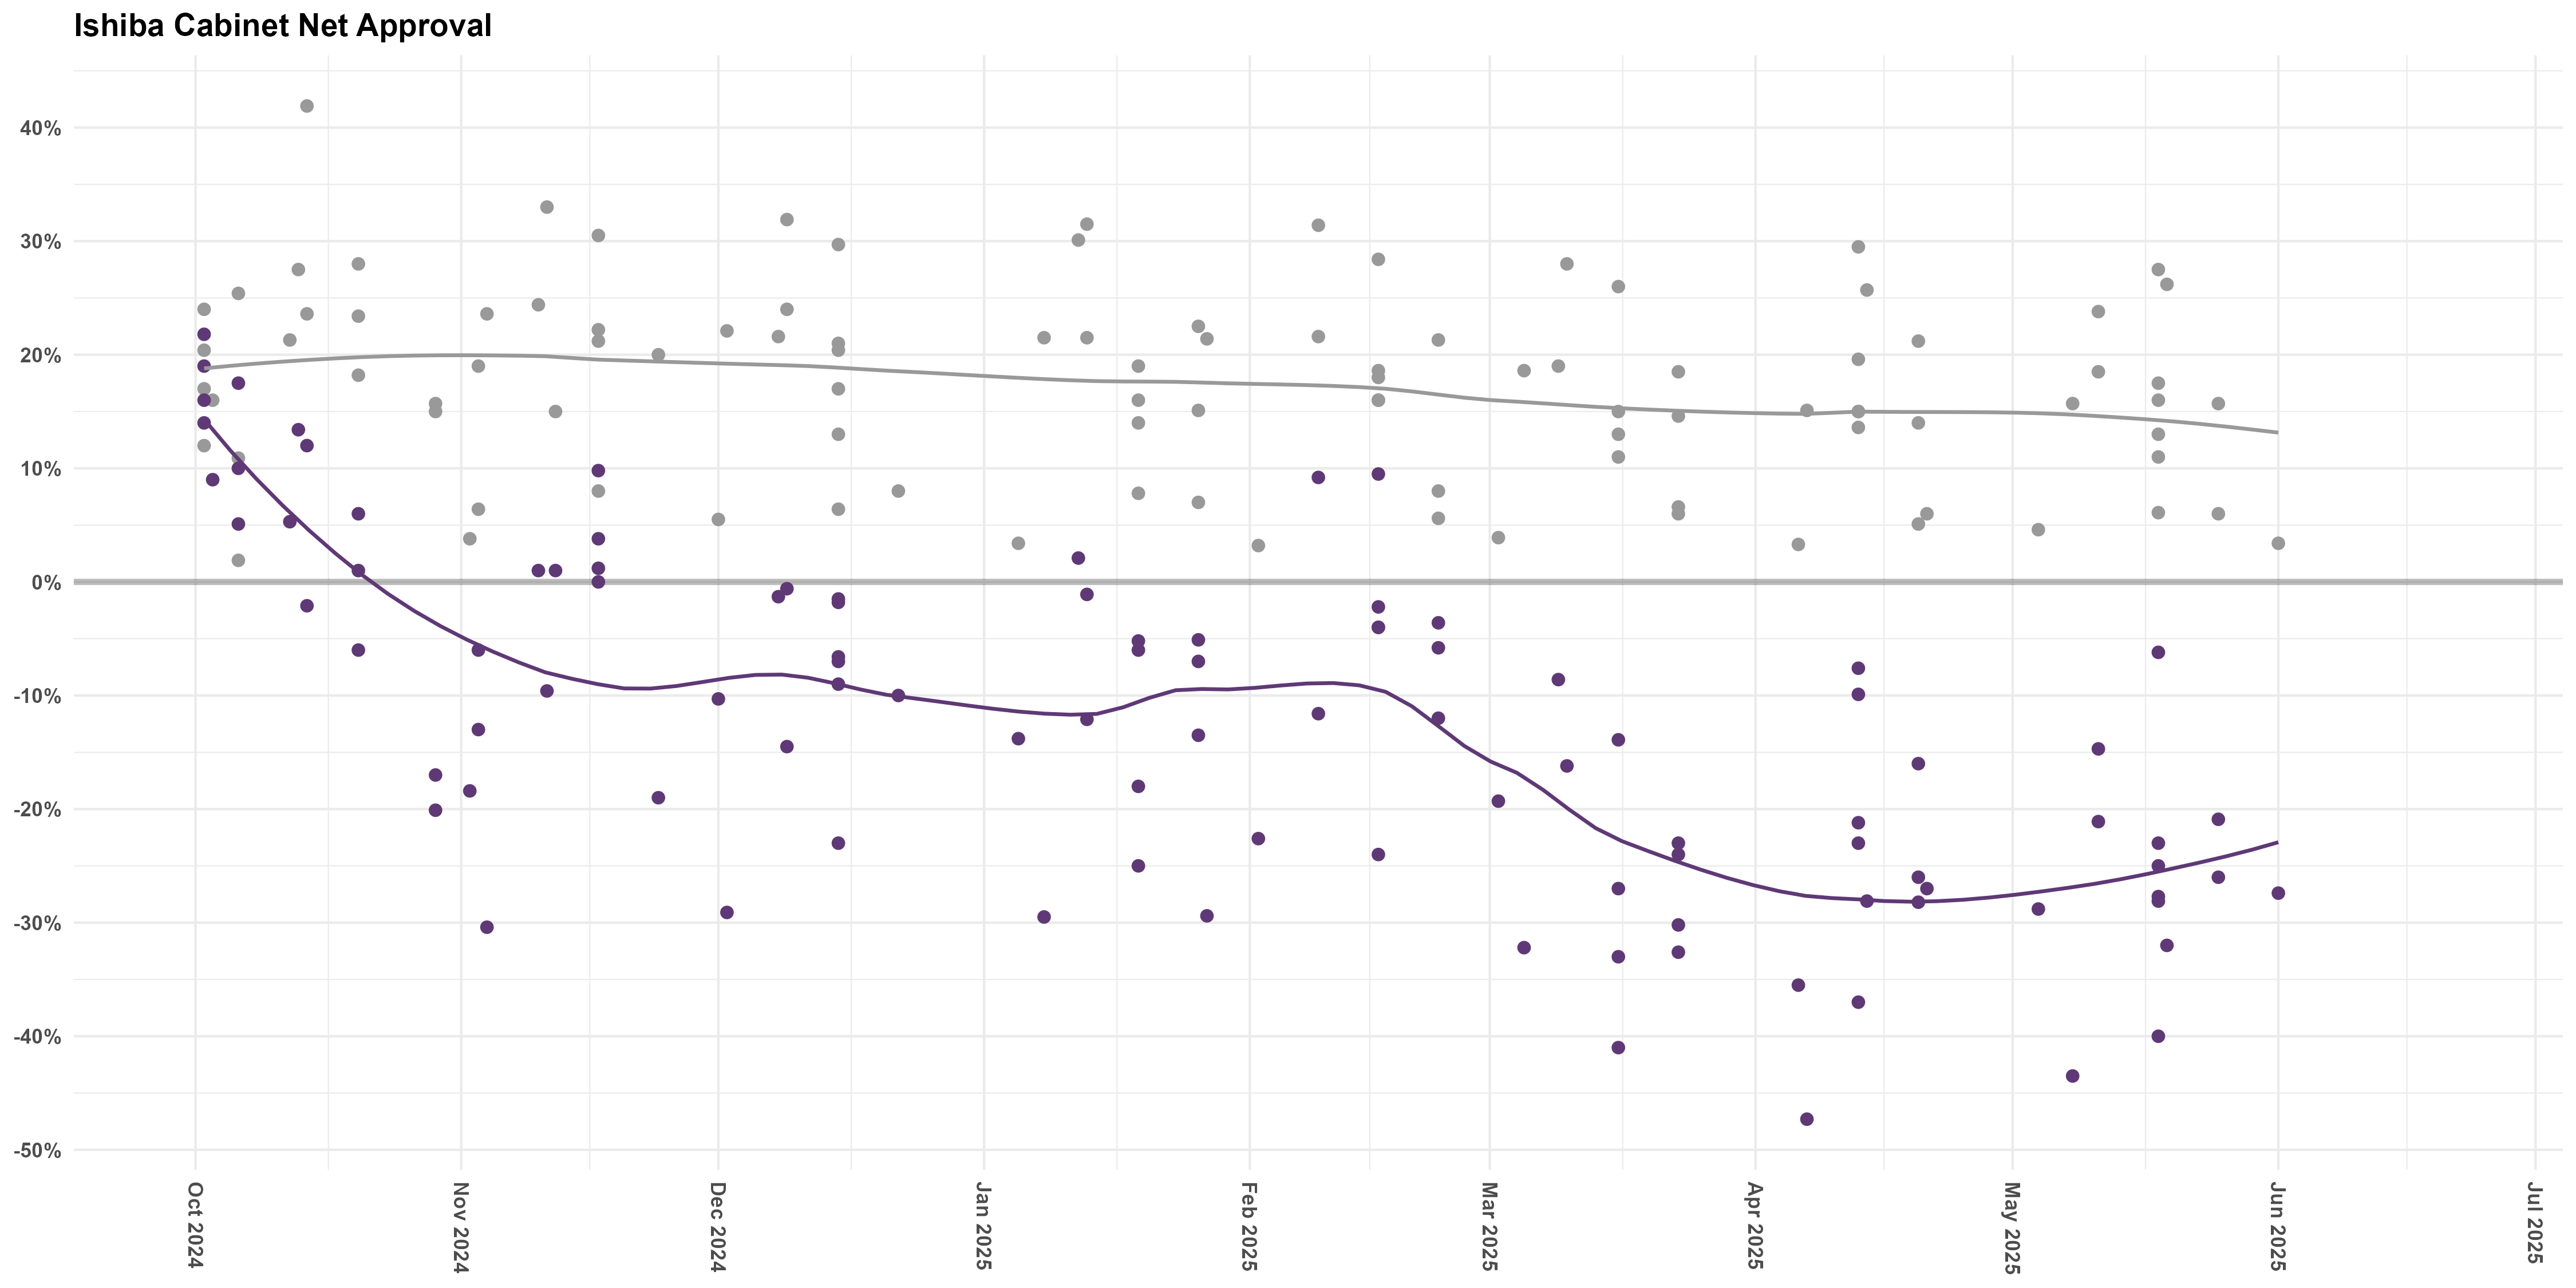 Ishiba Cabinet Net Approval
40%
30%
20%
10%
0%
-10%
-20%
-30%
-40%
-50%
Oct 2024
Nov 2024
Dec 2024
Jan 2025
Feb 2025
Mar 2025
Apr 2025
May 2025
Jun 2025
Jul 2025